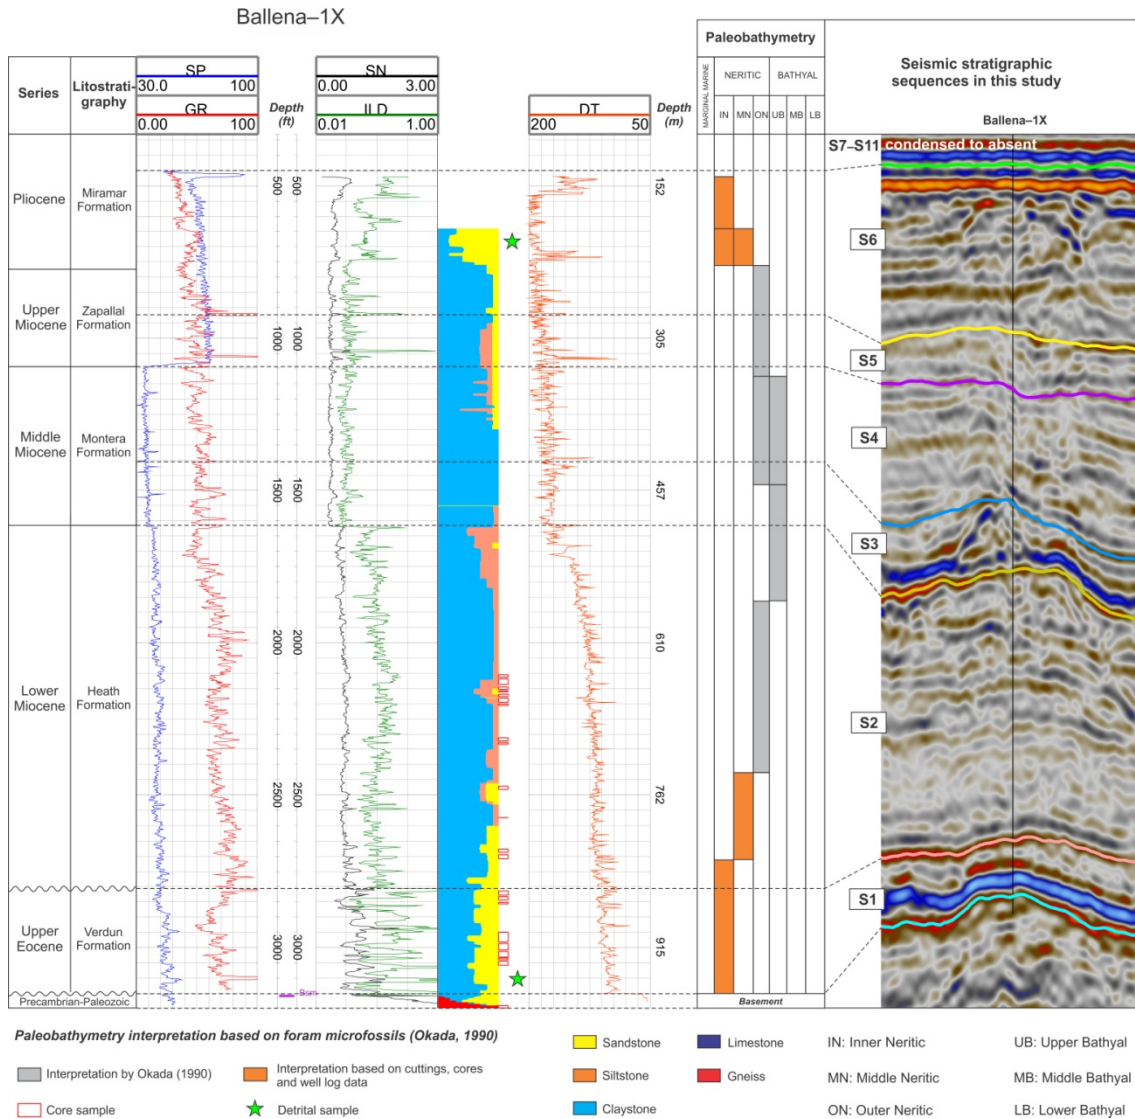 Ballena–1X
Series
Litostrati-
graphy
SP
30.0 100
GR
0.00 100
Depth
(ft)
SN
0.00 3.00
ILD
0.01 1.00
DT
200 50
Depth
(m)
Paleobathymetry
MARGINAL MARINE
NERITIC
BATHYAL
IN
MN
ON
UB
MB
LB
Seismic stratigraphic
sequences in this study
Ballena–1X
S7–S11 condensed to absent
Pliocene
Miramar
Formation
Upper
Miocene
Zapallal
Formation
Middle
Miocene
Montera
Formation
Lower
Miocene
Heath
Formation
Upper
Eocene
Verdun
Formation
Precambrian-Paleozoic
500
1000
1500
2000
2500
3000
500
1000
1500
2000
2500
3000
Bsm
152
305
457
610
762
915
Basement
S6
S5
S4
S3
S2
S1
Paleobathymetry interpretation based on foram microfossils (Okada, 1990)
Interpretation by Okada (1990)
Interpretation based on cuttings, cores
and well log data
Core sample
Detrital sample
Sandstone
Siltstone
Claystone
Limestone
Gneiss
IN: Inner Neritic
MN: Middle Neritic
ON: Outer Neritic
UB: Upper Bathyal
MB: Middle Bathyal
LB: Lower Bathyal